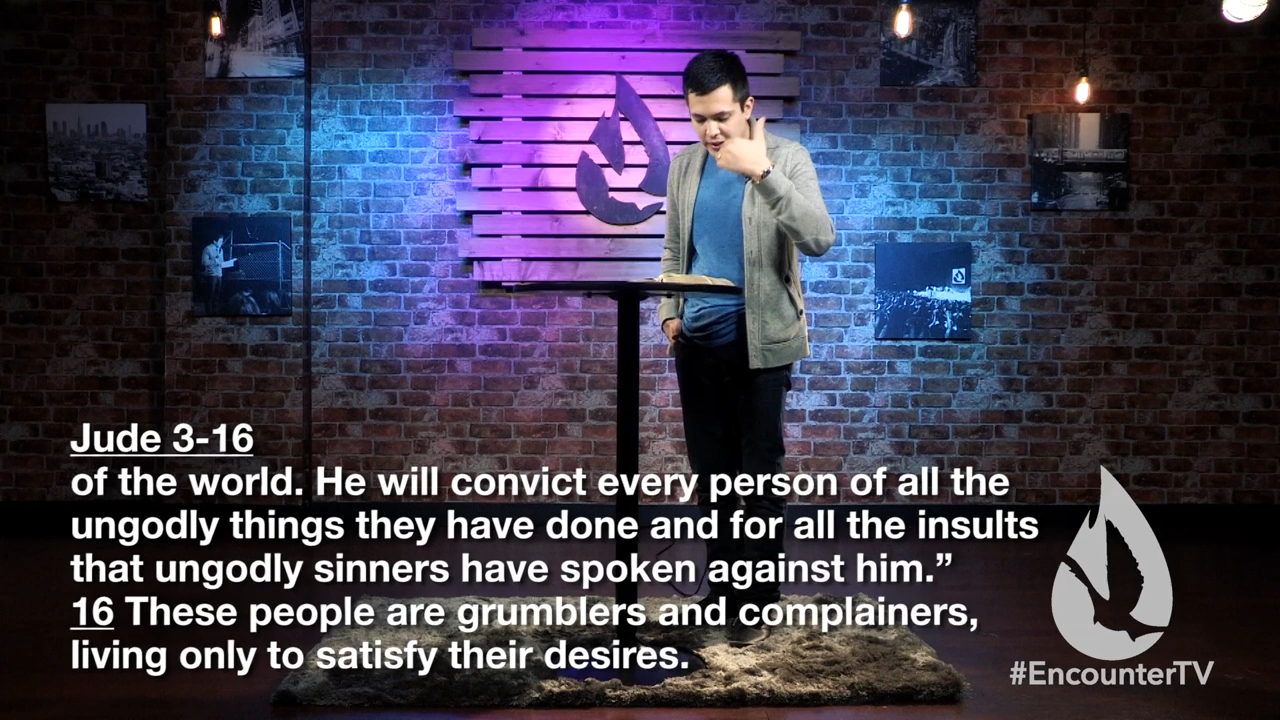 Jude 3-16
of the world. He will convict every person of all the
ungodly things they have done and for all the insults
that ungodly sinners have spoken against him.”
16 These people are grumblers and complainers,
living only to satisfy their desires.
#EncounterTV